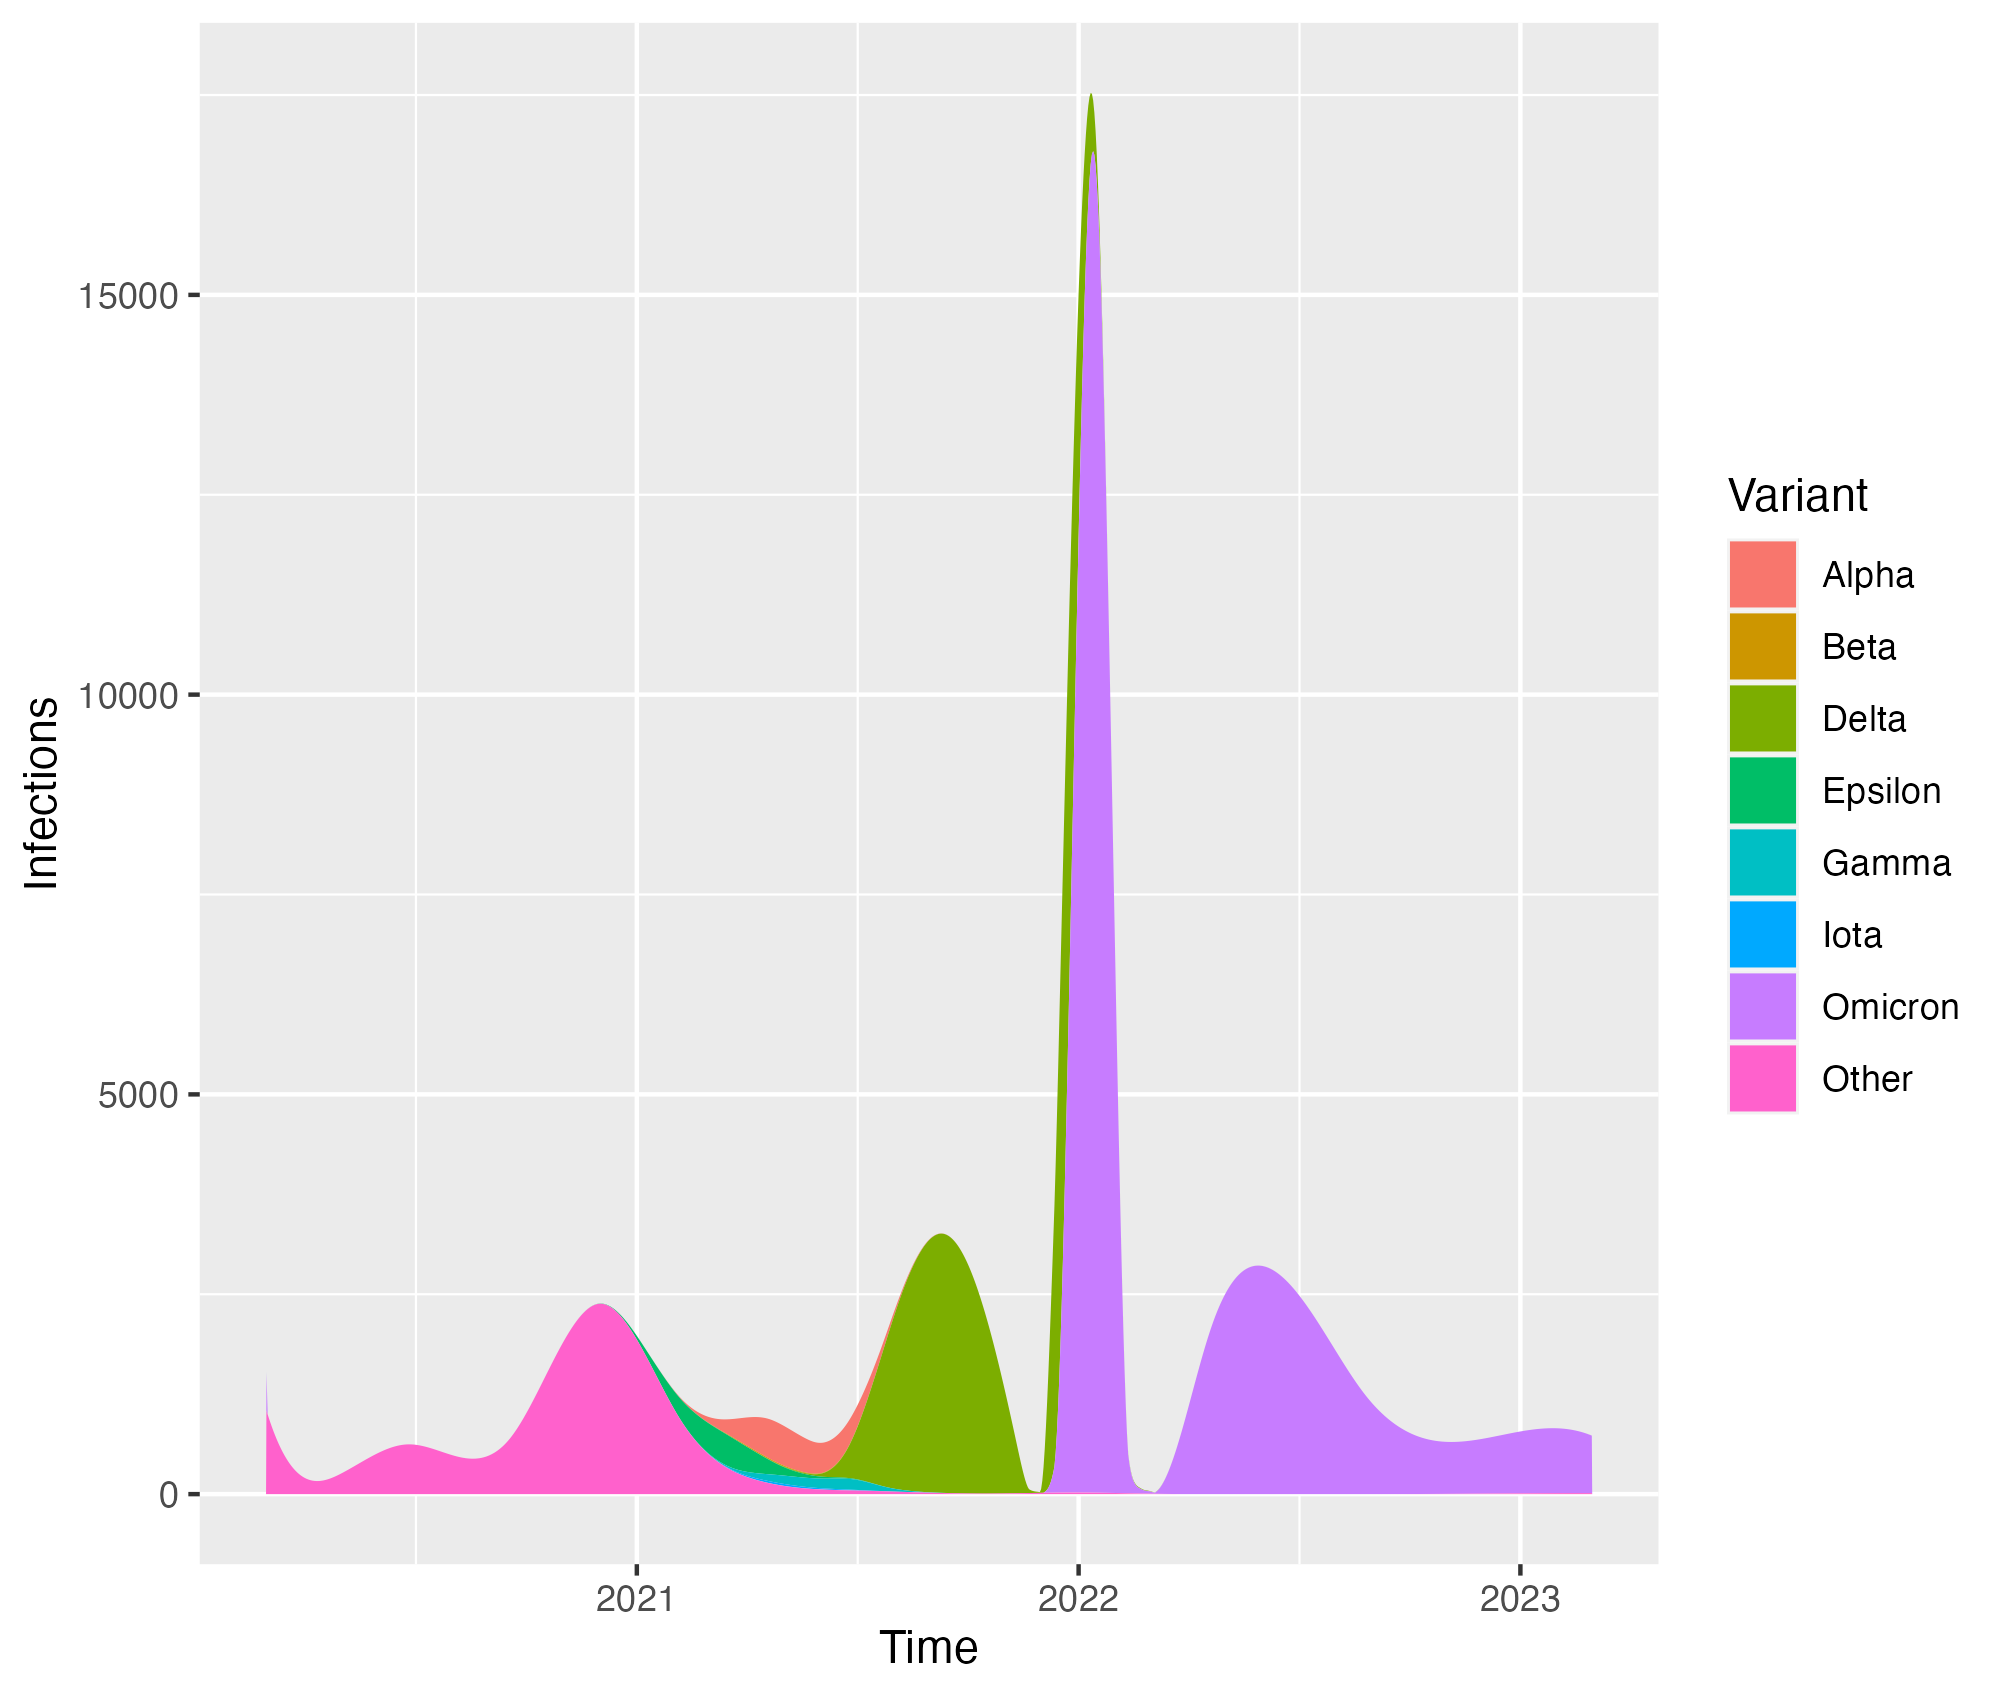 15000
10000
5000
0
Infections
2021
2022
2023
Time
Variant
Alpha
Beta
Delta
Epsilon
Gamma
Iota
Omicron
Other